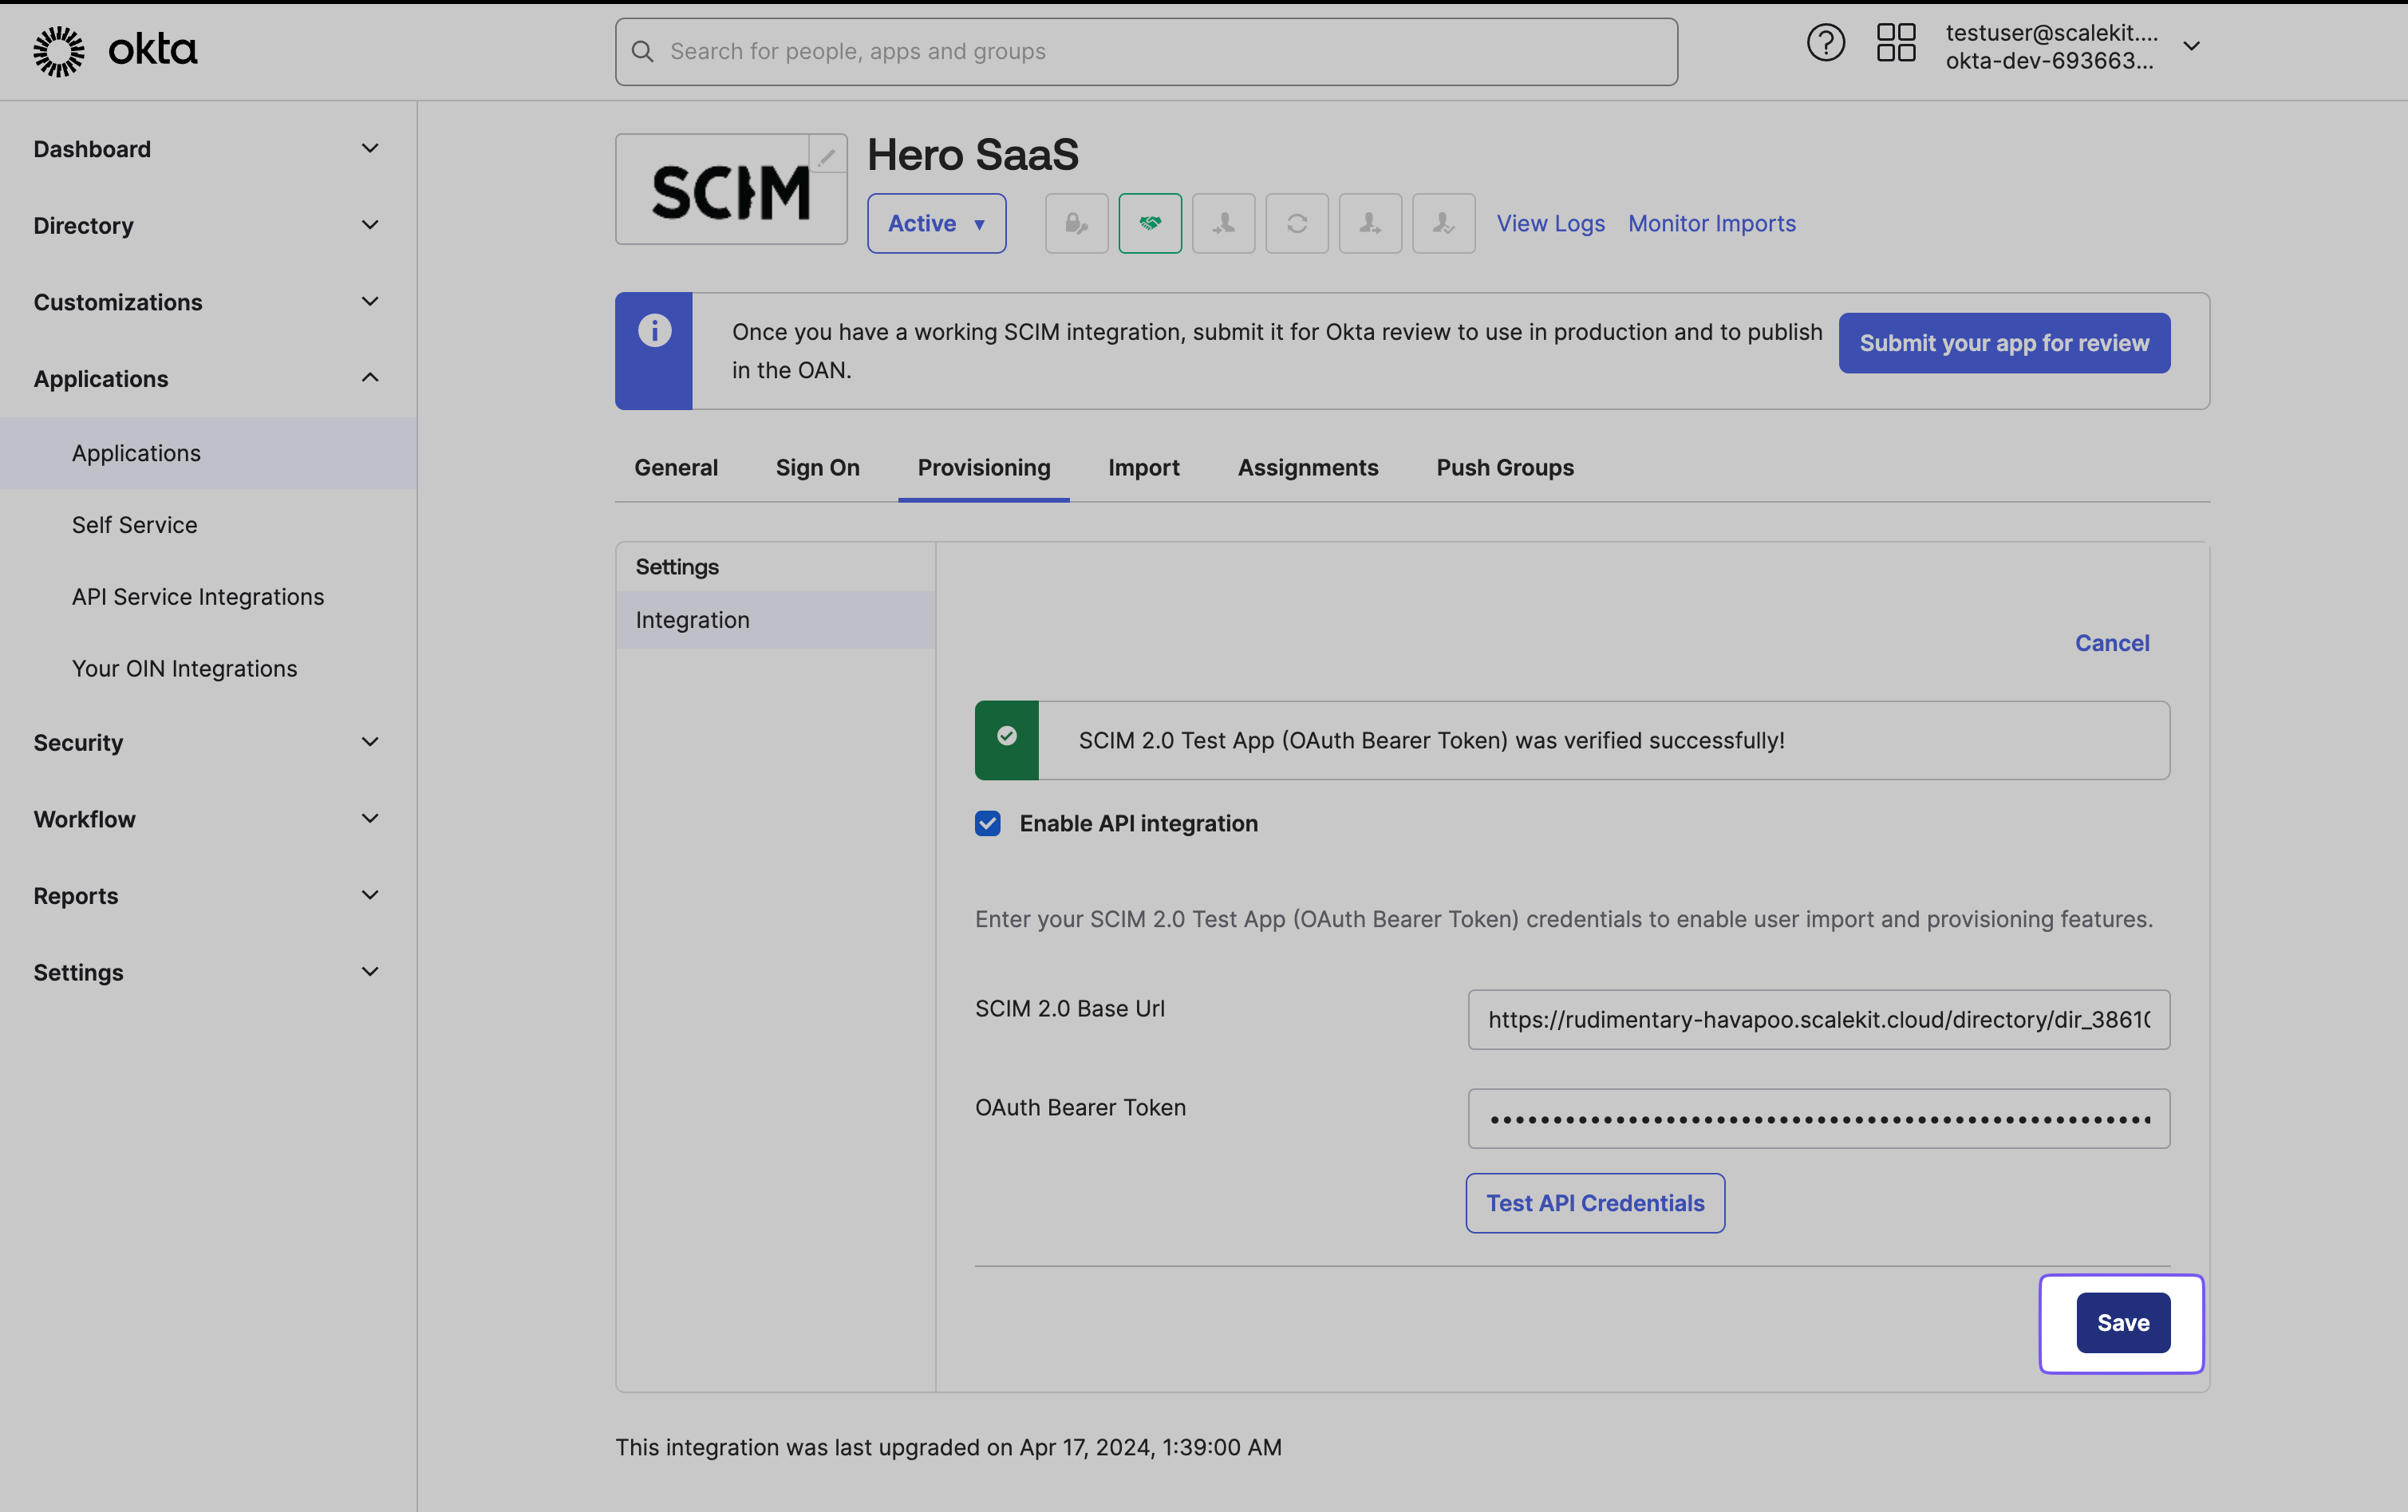 okta
Search for people, apps and groups
testuser@scalekit....
okta-dev-693663...
Dashboard
Directory
Customizations
Applications
Applications
Self Service
API Service Integrations
Your OIN Integrations
Security
Workflow
Reports
Settings
SCIM
Hero SaaS
Active
View Logs
Monitor Imports
Once you have a working SCIM integration, submit it for Okta review to use in production and to publish
in the OAN.
Submit your app for review
General
Sign On
Provisioning
Import
Assignments
Push Groups
Settings
Integration
Cancel
SCIM 2.0 Test App (OAuth Bearer Token) was verified successfully!
Enable API integration
Enter your SCIM 2.0 Test App (OAuth Bearer Token) credentials to enable user import and provisioning features.
SCIM 2.0 Base Url
https://rudimentary-havapoo.scalekit.cloud/directory/dir_38610
OAuth Bearer Token
Test API Credentials
Save
This integration was last upgraded on Apr 17, 2024, 1:39:00 AM